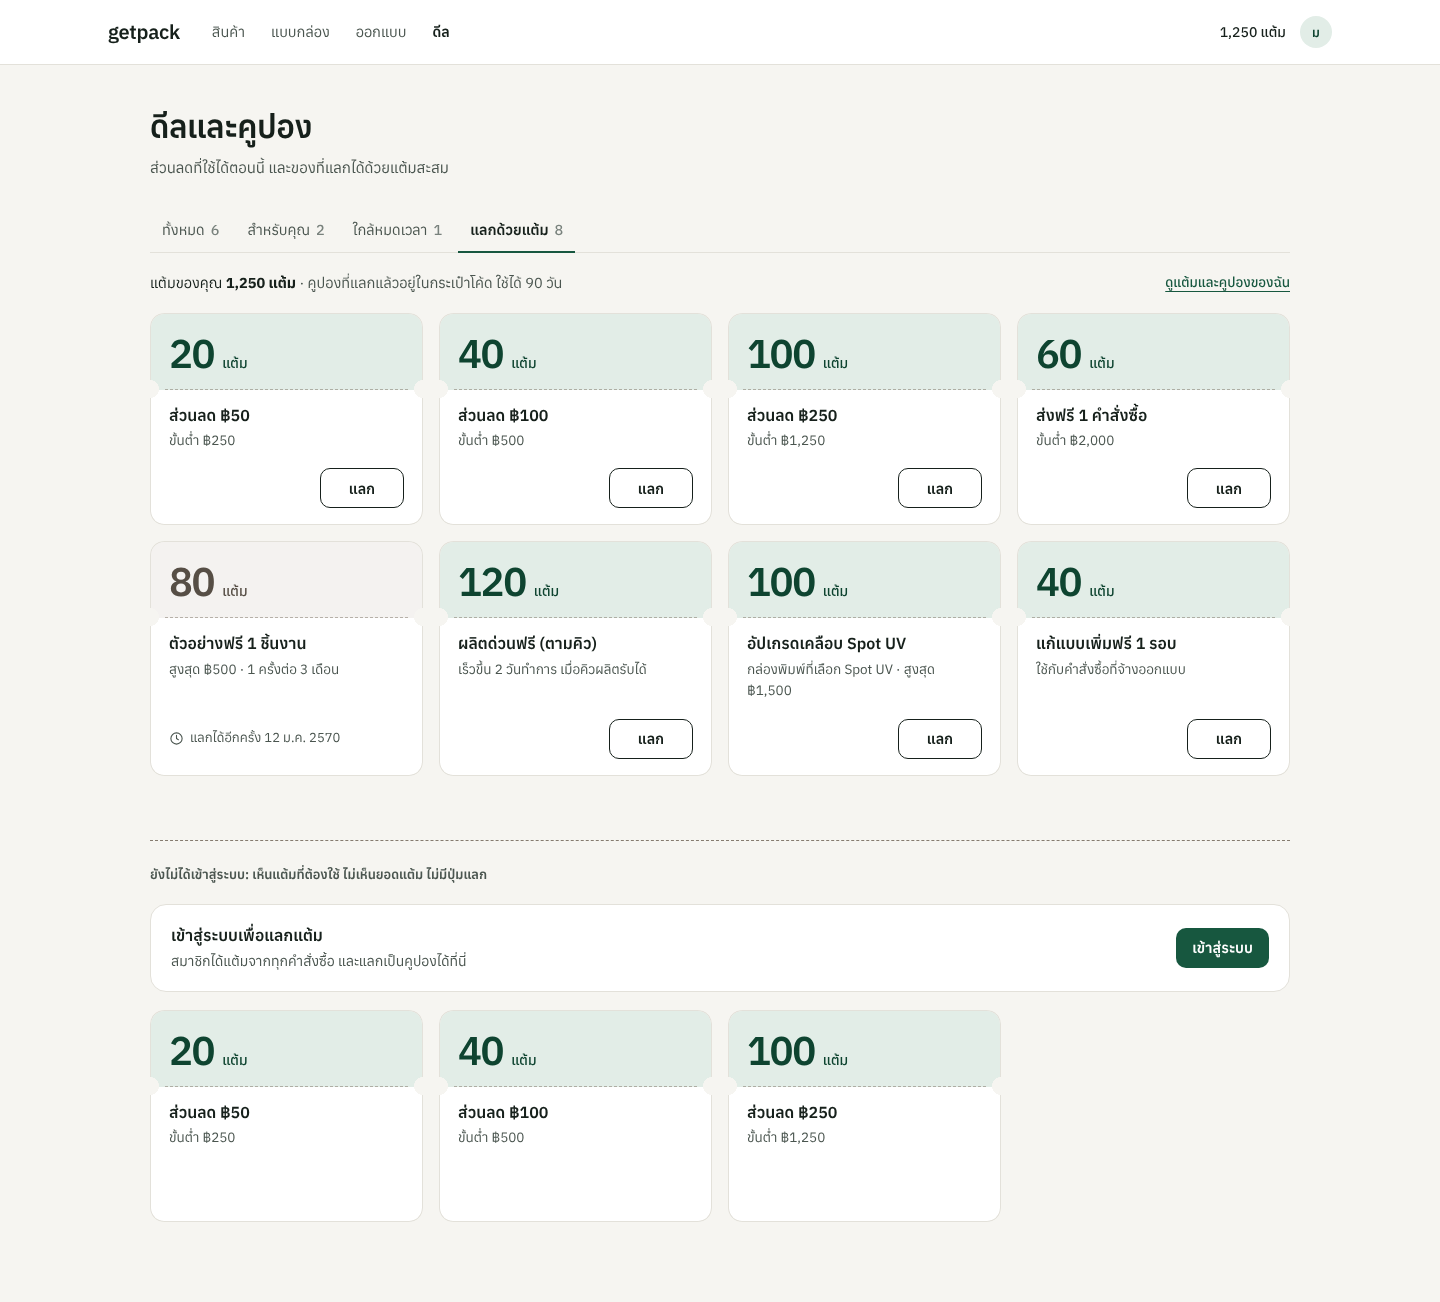 getpack สินค้า แบบกล่อง ออกแบบ ดีล 1,250 แต้ม ม
ดีลและคูปอง
ส่วนลดที่ใช้ได้ตอนนี้ และของที่แลกได้ด้วยแต้มสะสม
ทั้งหมด 6 สำหรับคุณ 2 ใกล้หมดเวลา 1 แลกด้วยแต้ม 8
แต้มของคุณ 1,250 แต้ม · คูปองที่แลกแล้วอยู่ในกระเป๋าโค้ด ใช้ได้ 90 วัน ดูแต้มและคูปองของฉัน
20 แต้ม
ส่วนลด ฿50
ขั้นต่ำ ฿250
แลก
40 แต้ม
ส่วนลด ฿100
ขั้นต่ำ ฿500
แลก
100 แต้ม
ส่วนลด ฿250
ขั้นต่ำ ฿1,250
แลก
60 แต้ม
ส่งฟรี 1 คำสั่งซื้อ
ขั้นต่ำ ฿2,000
แลก
80 แต้ม
ตัวอย่างฟรี 1 ชิ้นงาน
สูงสุด ฿500 · 1 ครั้งต่อ 3 เดือน
แลกได้อีกครั้ง 12 ม.ค. 2570
120 แต้ม
ผลิตด่วนฟรี (ตามคิว)
เร็วขึ้น 2 วันทำการ เมื่อคิวผลิตรับได้
แลก
100 แต้ม
อัปเกรดเคลือบ Spot UV
กล่องพิมพ์ที่เลือก Spot UV · สูงสุด
฿1,500
แลก
40 แต้ม
แก้แบบเพิ่มฟรี 1 รอบ
ใช้กับคำสั่งซื้อที่จ้างออกแบบ
แลก
ยังไม่ได้เข้าสู่ระบบ: เห็นแต้มที่ต้องใช้ ไม่เห็นยอดแต้ม ไม่มีปุ่มแลก
เข้าสู่ระบบเพื่อแลกแต้ม
สมาชิกได้แต้มจากทุกคำสั่งซื้อ และแลกเป็นคูปองได้ที่นี่
เข้าสู่ระบบ
20 แต้ม
ส่วนลด ฿50
ขั้นต่ำ ฿250
40 แต้ม
ส่วนลด ฿100
ขั้นต่ำ ฿500
100 แต้ม
ส่วนลด ฿250
ขั้นต่ำ ฿1,250